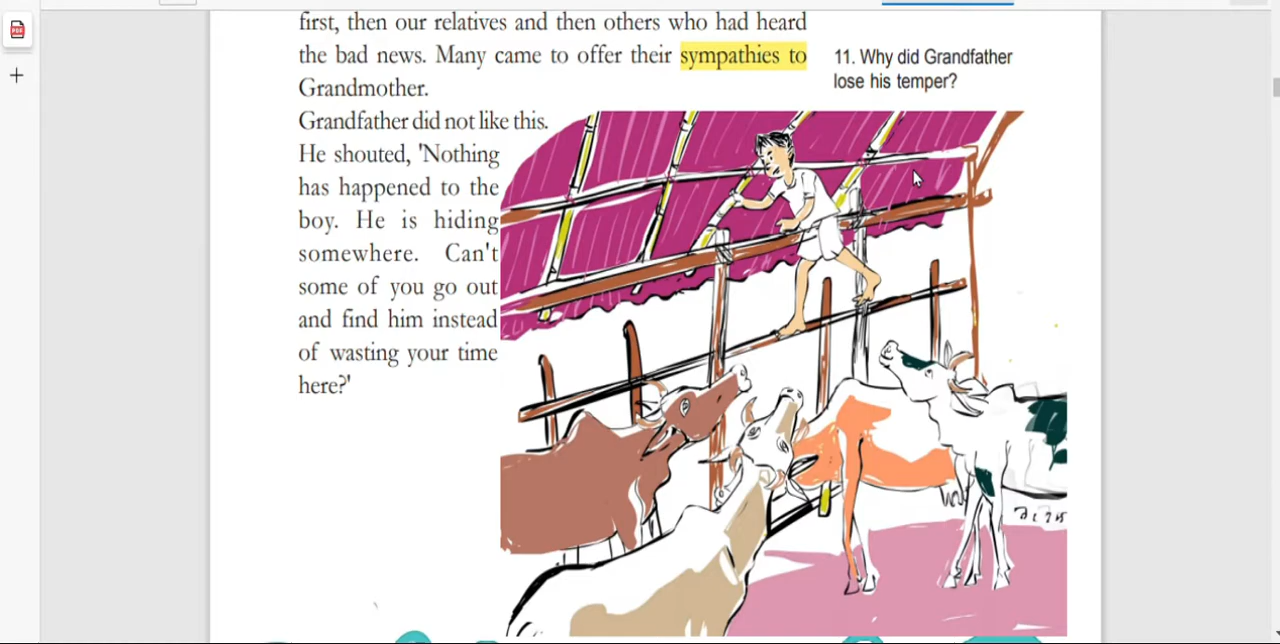 first, then our relatives and then others who had heard
the bad news. Many came to offer their sympathies to
Grandmother.
Grandfather did not like this.
He shouted, 'Nothing
has happened to the
boy. He is hiding
somewhere. Can't
some of you go out
and find him instead
of wasting your time
here?'
11. Why did Grandfather
lose his temper?
PDF